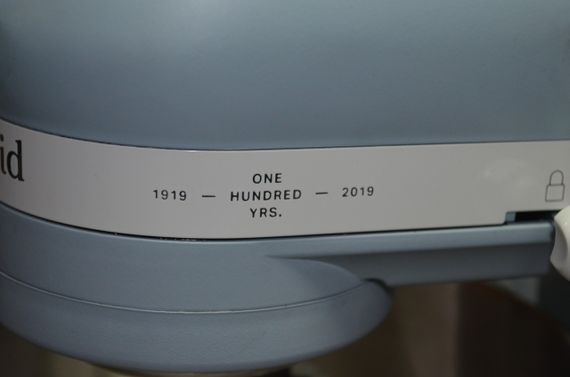 id
ONE
1919 — HUNDRED — 2019
YRS.